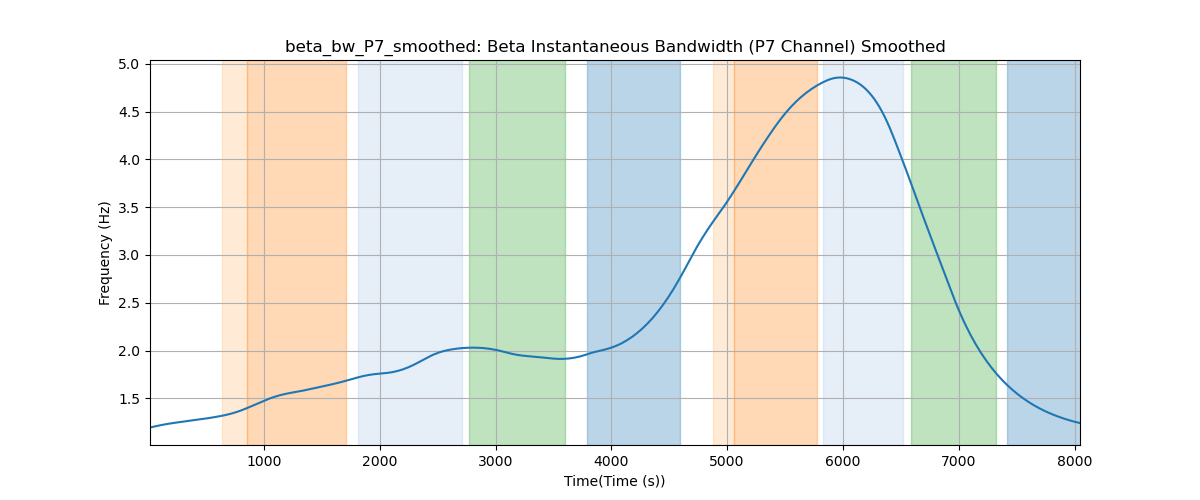 beta_bw_P7_smoothed: Beta Instantaneous Bandwidth (P7 Channel) Smoothed
5.0
4.5
4.0
3.5
3.0
2.5
2.0
1.5
Frequency (Hz)
1000 2000 3000 4000 5000 6000 7000 8000
Time(Time (s))